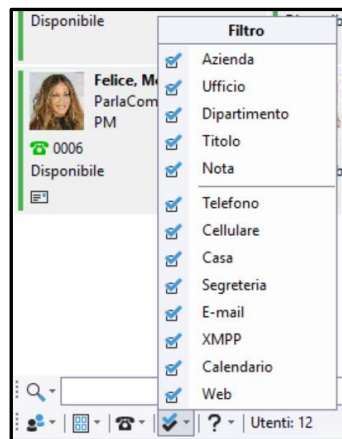 Disponibile
Filtro
Felice, M
ParlaCom
PM
0006
Disponibile
Azienda
Ufficio
Dipartimento
Titolo
Nota
Telefono
Cellulare
Casa
Segreteria
E-mail
XMPP
Calendario
Web
Utenti: 12